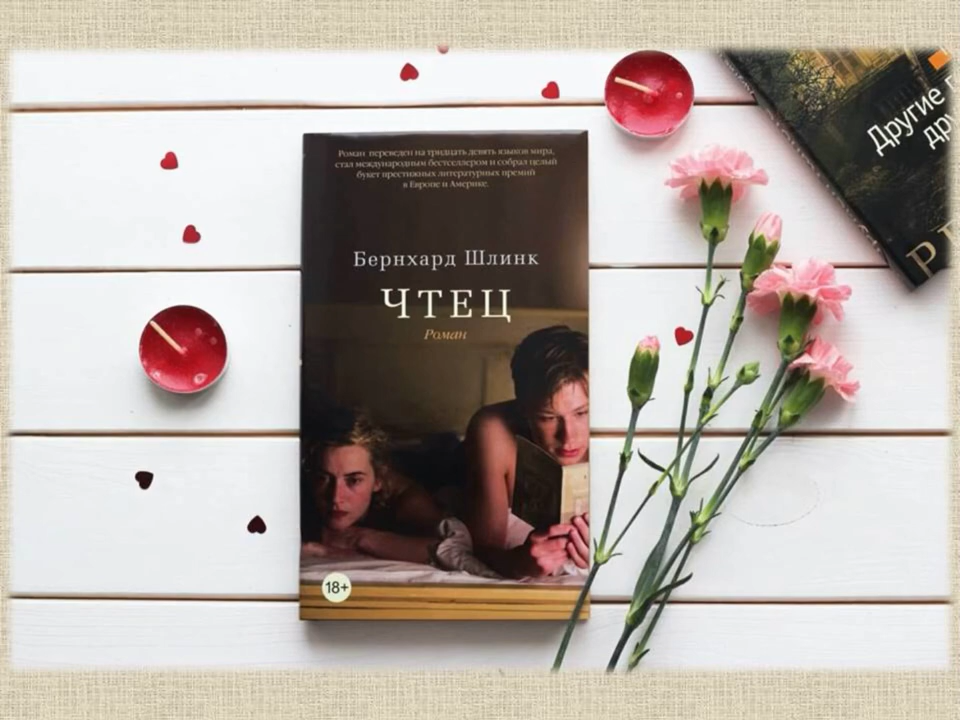 Роман переведен на тридцать девять языков мира,
стал международным бестселлером и собрал целый
букет престижных литературных премий
в Европе и Америке.
Бернхард Шлинк
ЧТЕЦ
Роман
18+
Другие